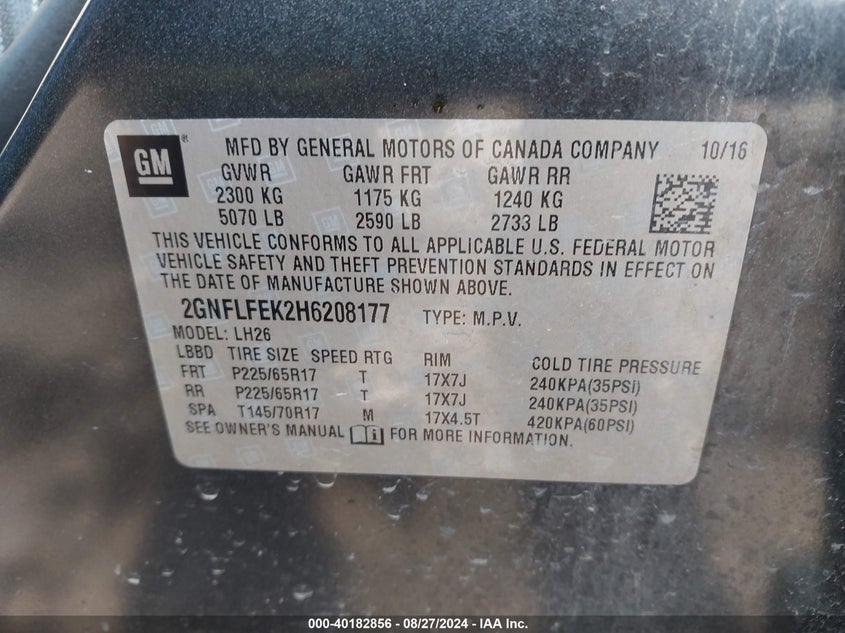 GM ® MFD BY GENERAL MOTORS OF CANADA COMPANY 10/16
GVWR GAWR FRT GAWR RR
2300 KG 1175 KG 1240 KG
5070 LB 2590 LB 2733 LB
THIS VEHICLE CONFORMS TO ALL APPLICABLE U.S. FEDERAL MOTOR
VEHICLE SAFETY AND THEFT PREVENTION STANDARDS IN EFFECT ON
THE DATE OF MANUFACTURE SHOWN ABOVE.
2GNFLFEK2H6208177 TYPE: M.P.V.
MODEL: LH26
LBBD TIRE SIZE SPEED RTG RIM COLD TIRE PRESSURE
FRT P225/65R17 T 17X7J 240KPA(35PSI)
RR P225/65R17 T 17X7J 240KPA(35PSI)
SPA T145/70R17 M 17X4.5T 420KPA(60PSI)
SEE OWNER'S MANUAL FOR MORE INFORMATION.
000-40182856 - 08/27/2024 - IAA Inc.